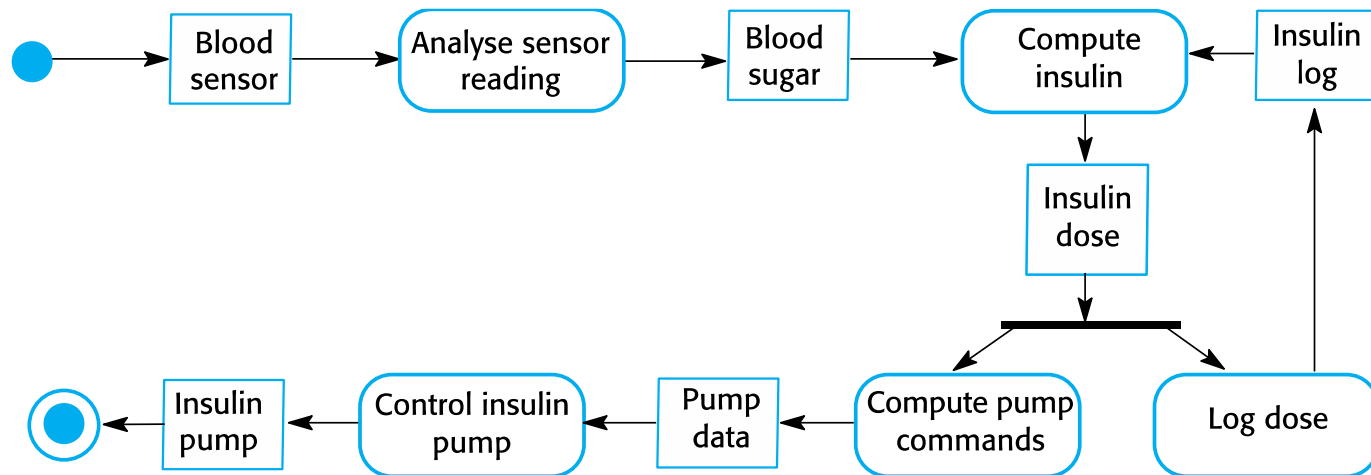 Blood
sensor
Analyse sensor
reading
Blood
sugar
Compute
insulin
Insulin
log
Insulin
dose
Insulin
pump
Control insulin
pump
Pump
data
Compute pump
commands
Log dose